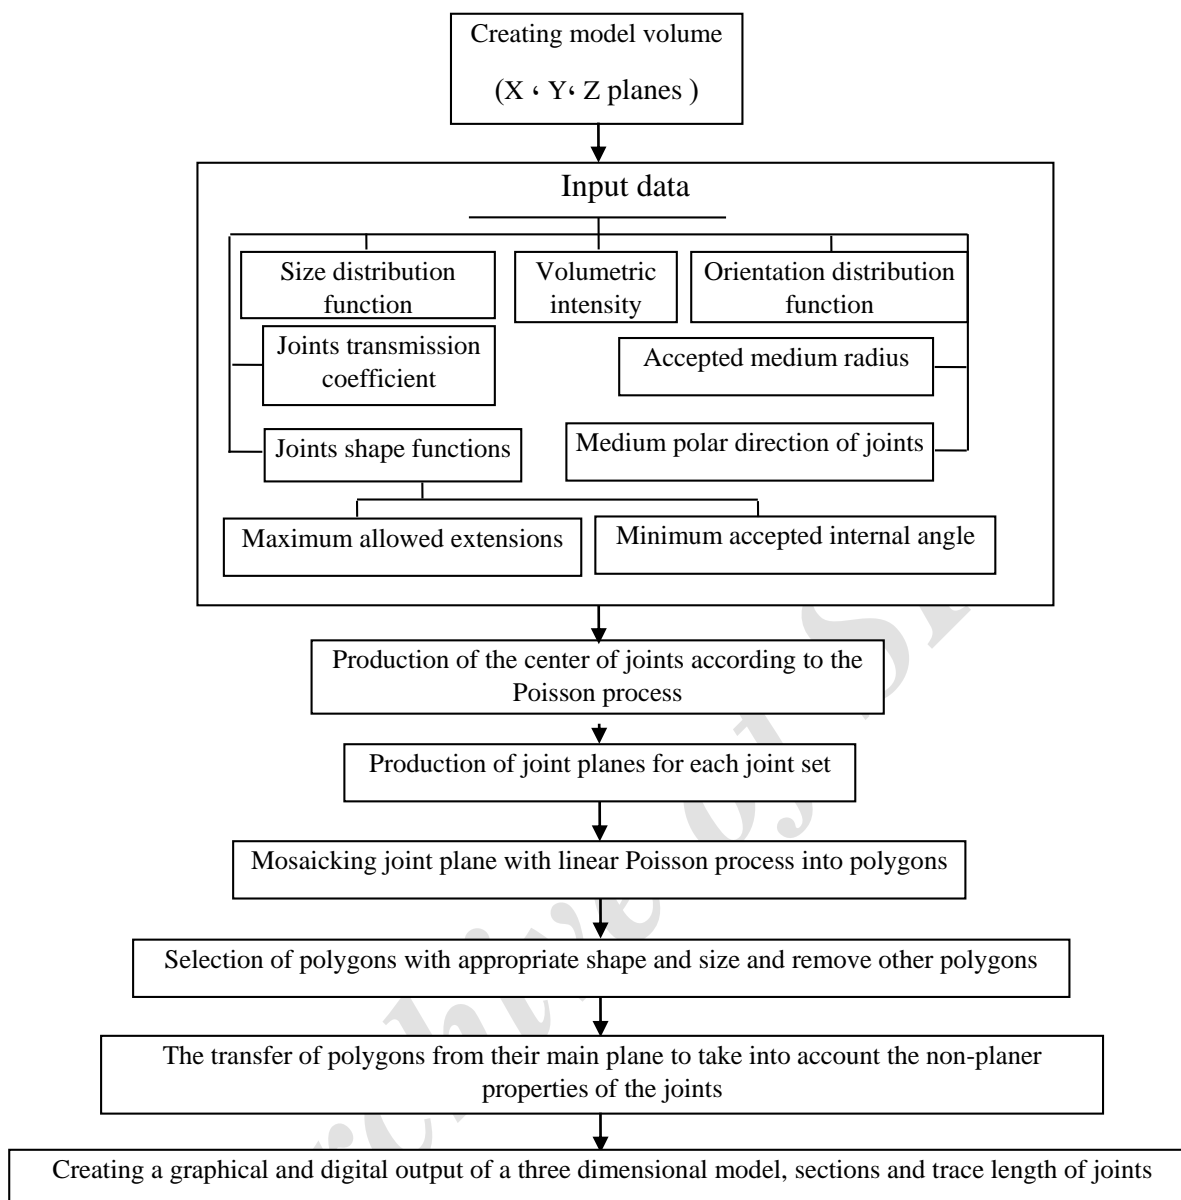 Creating model volume
(X ، Y، Z planes )
Input data
Size distribution
function
Volumetric
intensity
Orientation distribution
function
Joints transmission
coefficient
Accepted medium radius
Joints shape functions
Medium polar direction of joints
Maximum allowed extensions
Minimum accepted internal angle
Production of the center of joints according to the
Poisson process
Production of joint planes for each joint set
Mosaicking joint plane with linear Poisson process into polygons
Selection of polygons with appropriate shape and size and remove other polygons
The transfer of polygons from their main plane to take into account the non-planer
properties of the joints
Creating a graphical and digital output of a three dimensional model, sections and trace length of joints